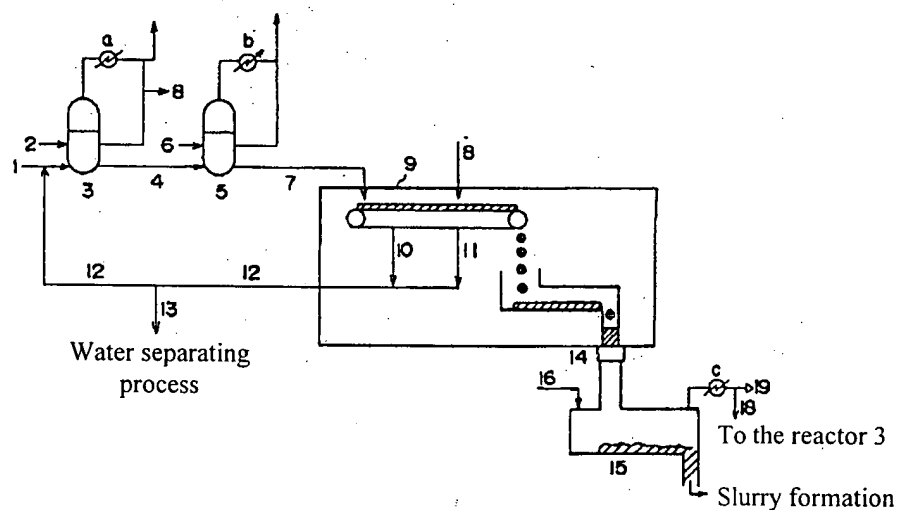 a
b
8
2
6
8
9
1
3
4
5
7
10
11
12
12
13
Water separating
process
14
16
c
19
18
To the reactor 3
15
Slurry formation